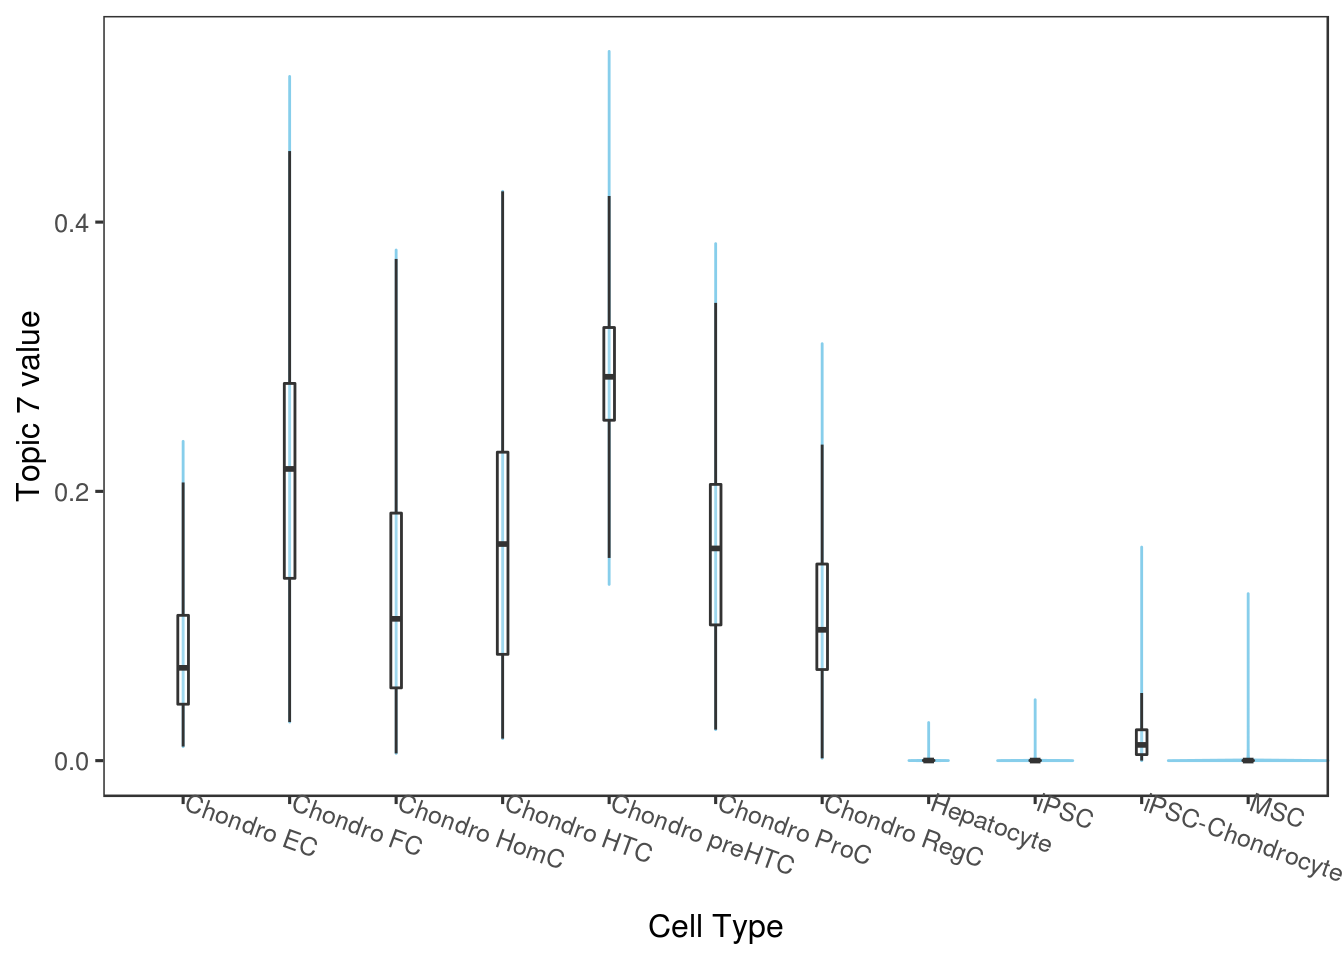 Topic 7 value
0.4
0.2
0.0
Chondro EC
Chondro FC
Chondro HomC
Chondro HTC
Chondro preHTC
Chondro ProC
Chondro RegC
Hepatocyte
iPSC
iPSC-Chondrocyte
MSC
Cell Type